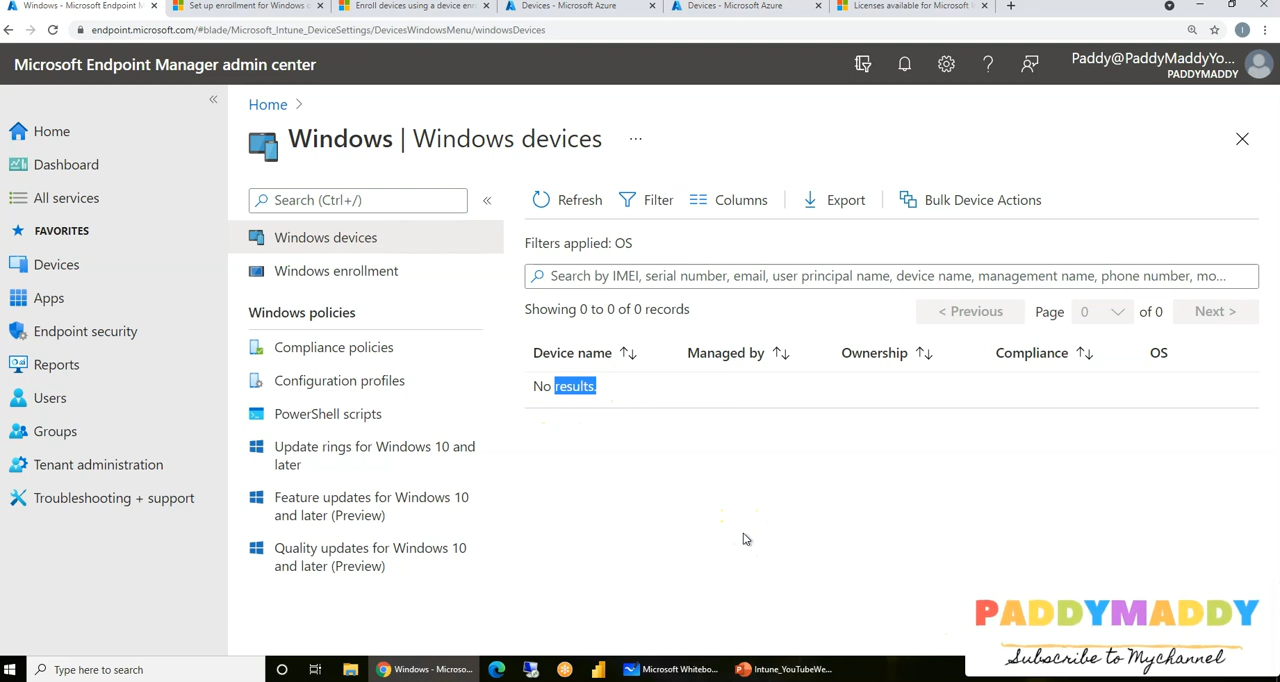 Windows - Microsoft Endpoint M
Set up enrollment for Windows d
Enroll devices using a device enr
Devices - Microsoft Azure
Devices - Microsoft Azure
Licenses available for Microsoft I
endpoint.microsoft.com/#blade/Microsoft_Intune_DeviceSettings/DevicesWindowsMenu/windowsDevices
Microsoft Endpoint Manager admin center
Paddy@PaddyMaddyYo...
PADDYMADDY
Home
Dashboard
All services
FAVORITES
Devices
Apps
Endpoint security
Reports
Users
Groups
Tenant administration
Troubleshooting + support
Home >
Windows | Windows devices ...
Search (Ctrl+/)
Windows devices
Windows enrollment
Windows policies
Compliance policies
Configuration profiles
PowerShell scripts
Update rings for Windows 10 and
later
Feature updates for Windows 10
and later (Preview)
Quality updates for Windows 10
and later (Preview)
Refresh Filter Columns Export Bulk Device Actions
Filters applied: OS
Search by IMEI, serial number, email, user principal name, device name, management name, phone number, mo...
Showing 0 to 0 of 0 records
< Previous Page 0 of 0 Next >
Device name Managed by Ownership Compliance OS
No results.
PADDYMADDY
Subscribe to Mychannel
Type here to search
Windows - Microso...
Microsoft Whitebo...
Intune_YouTubeWe...